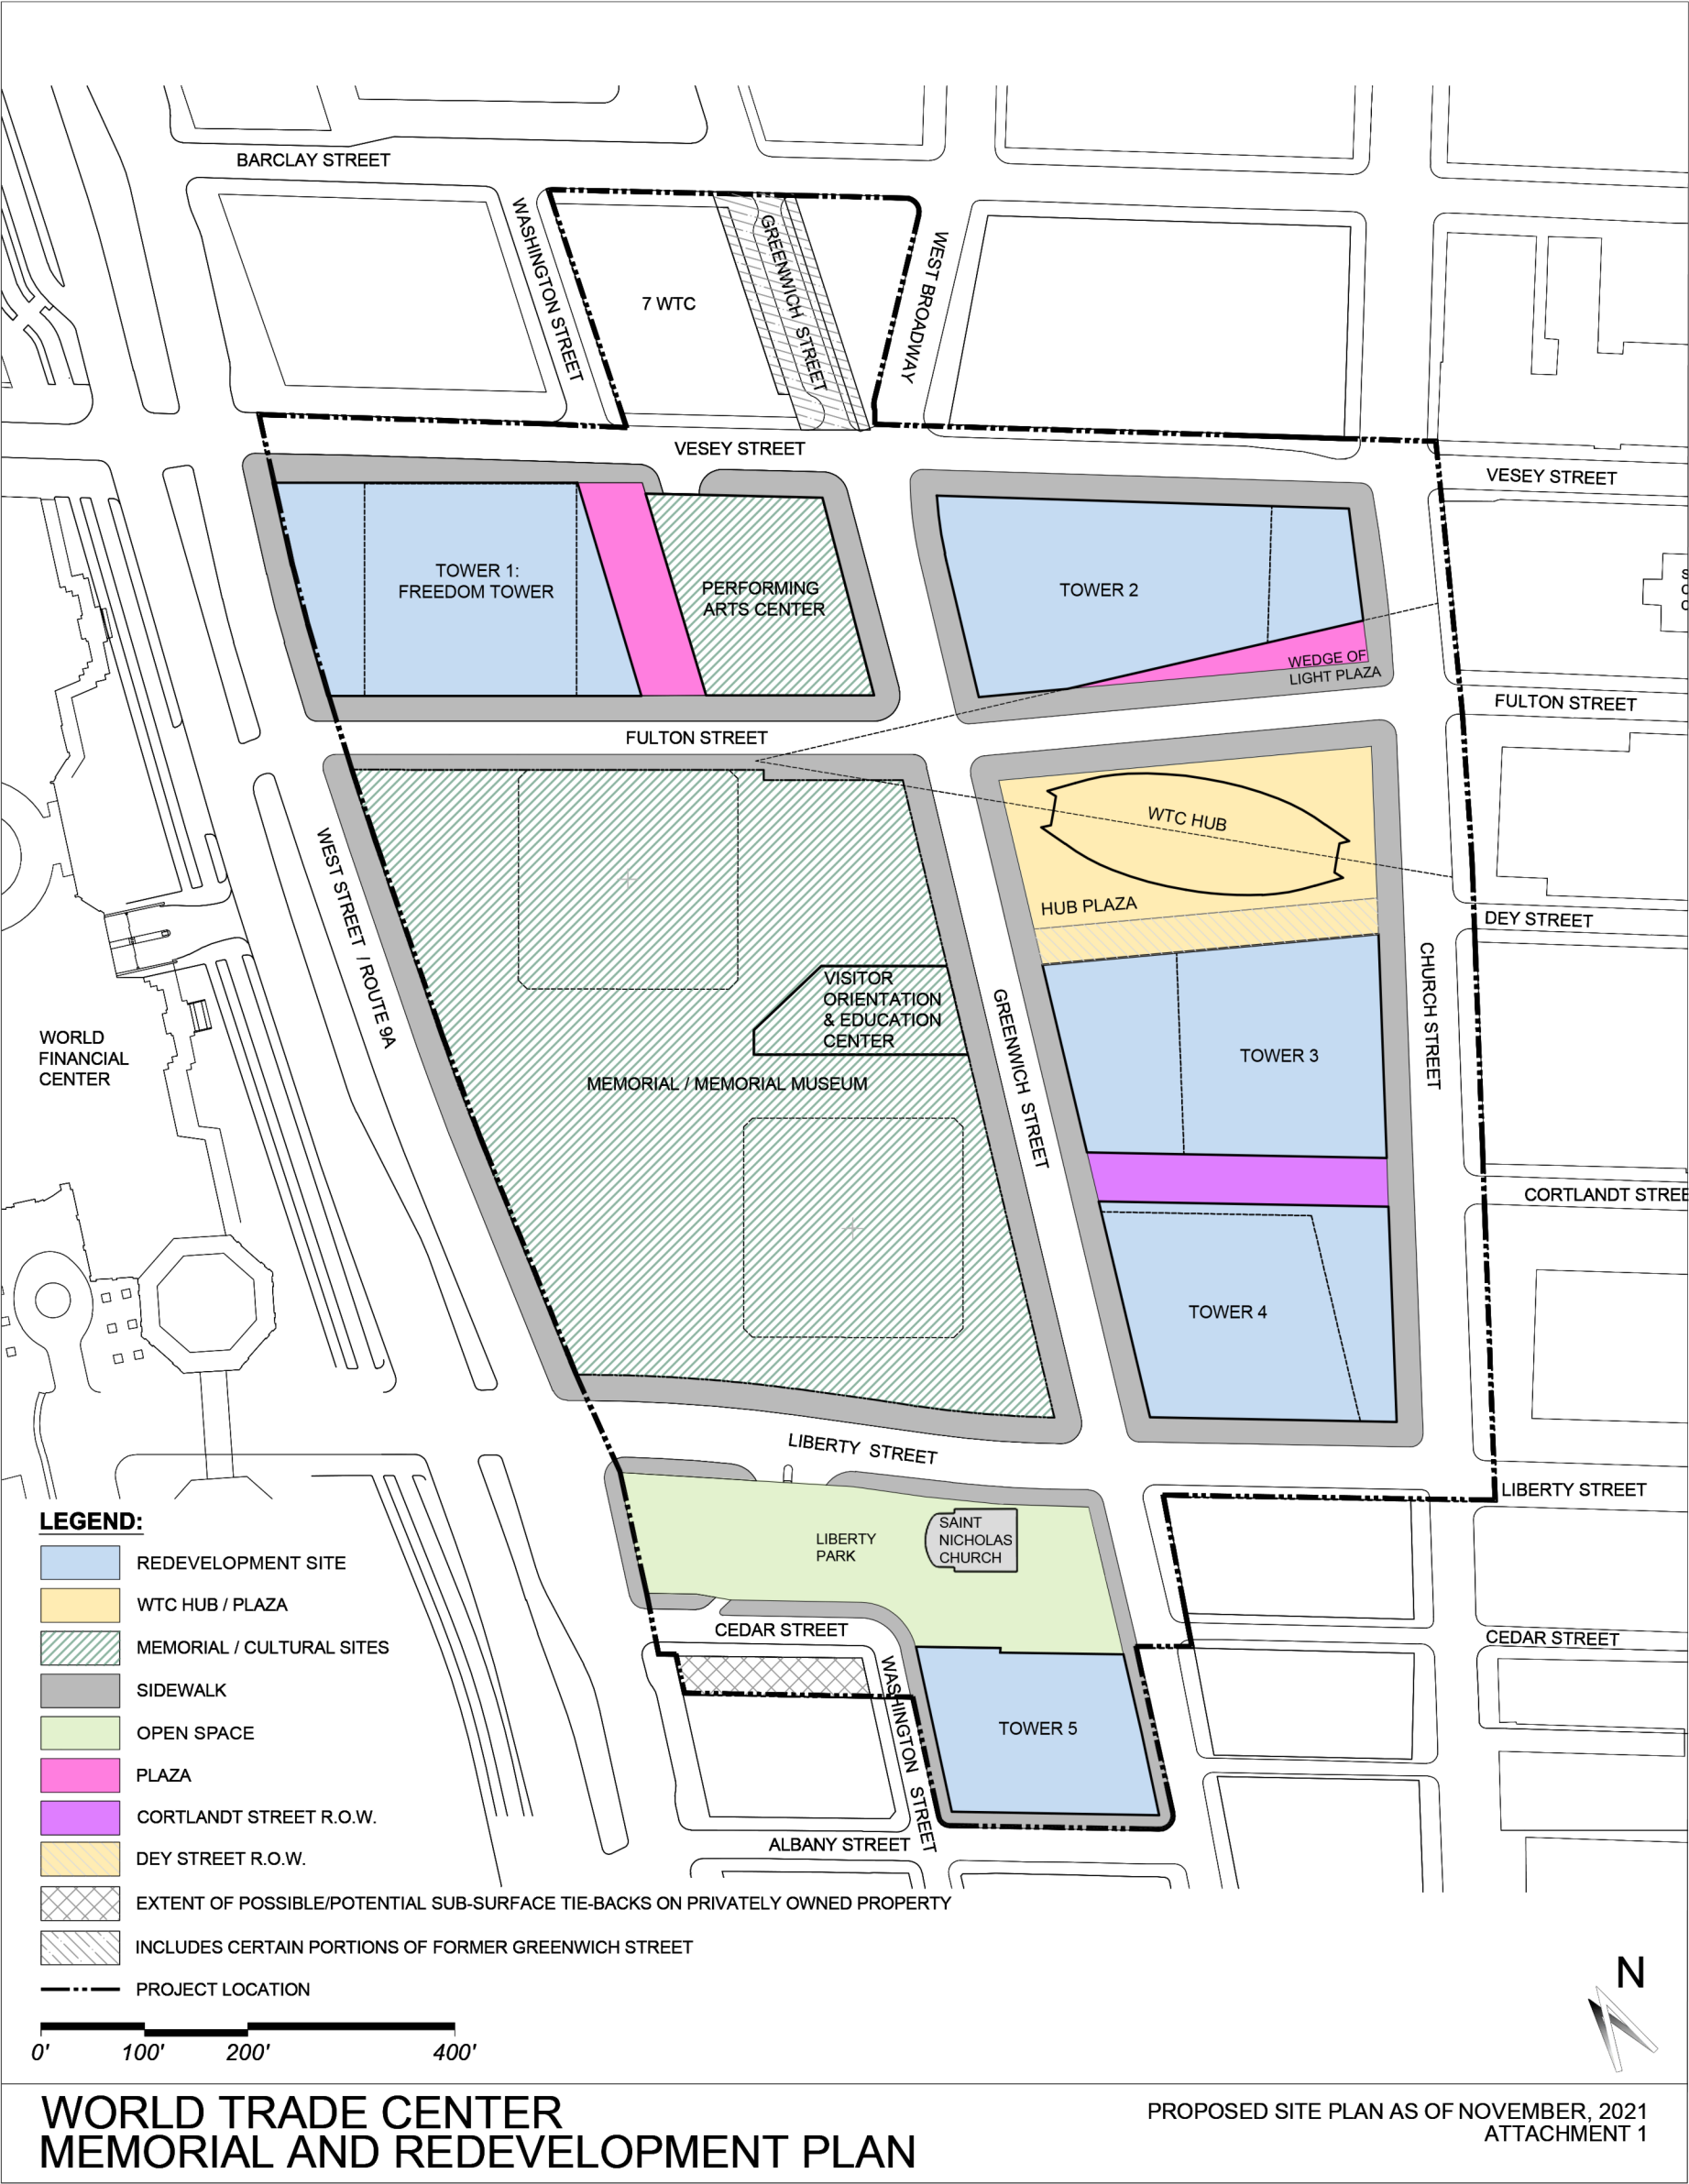 BARCLAY STREET
WASHINGTON STREET
GREENWICH STREET
WEST BROADWAY
7 WTC
VESEY STREET
VESEY STREET
TOWER 1:
FREEDOM TOWER
PERFORMING
ARTS CENTER
TOWER 2
WEDGE OF
LIGHT PLAZA
S
C
C
FULTON STREET
FULTON STREET
WTC HUB
HUB PLAZA
DEY STREET
WEST STREET / ROUTE 9A
VISITOR
ORIENTATION
& EDUCATION
CENTER
GREENWICH STREET
CHURCH STREET
WORLD
FINANCIAL
CENTER
TOWER 3
MEMORIAL / MEMORIAL MUSEUM
CORTLANDT STREE
TOWER 4
LIBERTY STREET
LIBERTY STREET
LIBERTY
PARK
SAINT
NICHOLAS
CHURCH
CEDAR STREET
CEDAR STREET
WASHINGTON STREET
TOWER 5
ALBANY STREET
LEGEND:
REDEVELOPMENT SITE
WTC HUB / PLAZA
MEMORIAL / CULTURAL SITES
SIDEWALK
OPEN SPACE
PLAZA
CORTLANDT STREET R.O.W.
DEY STREET R.O.W.
EXTENT OF POSSIBLE/POTENTIAL SUB-SURFACE TIE-BACKS ON PRIVATELY OWNED PROPERTY
INCLUDES CERTAIN PORTIONS OF FORMER GREENWICH STREET
PROJECT LOCATION
0' 100' 200' 400'
N
WORLD TRADE CENTER
MEMORIAL AND REDEVELOPMENT PLAN
PROPOSED SITE PLAN AS OF NOVEMBER, 2021
ATTACHMENT 1